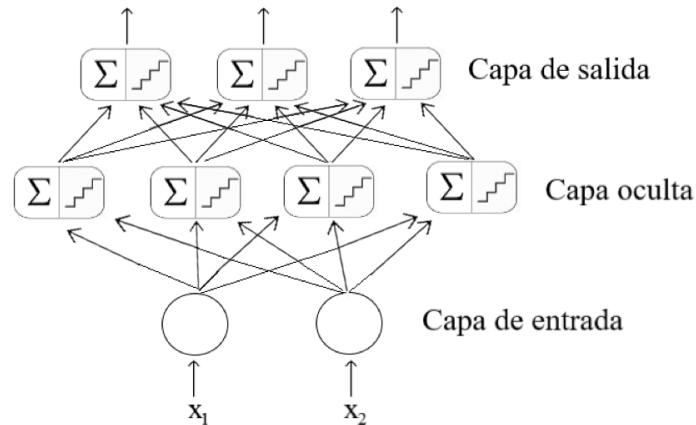 Σ Σ Σ Capa de salida
Σ Σ Σ Σ Capa oculta
Capa de entrada
x₁ x₂